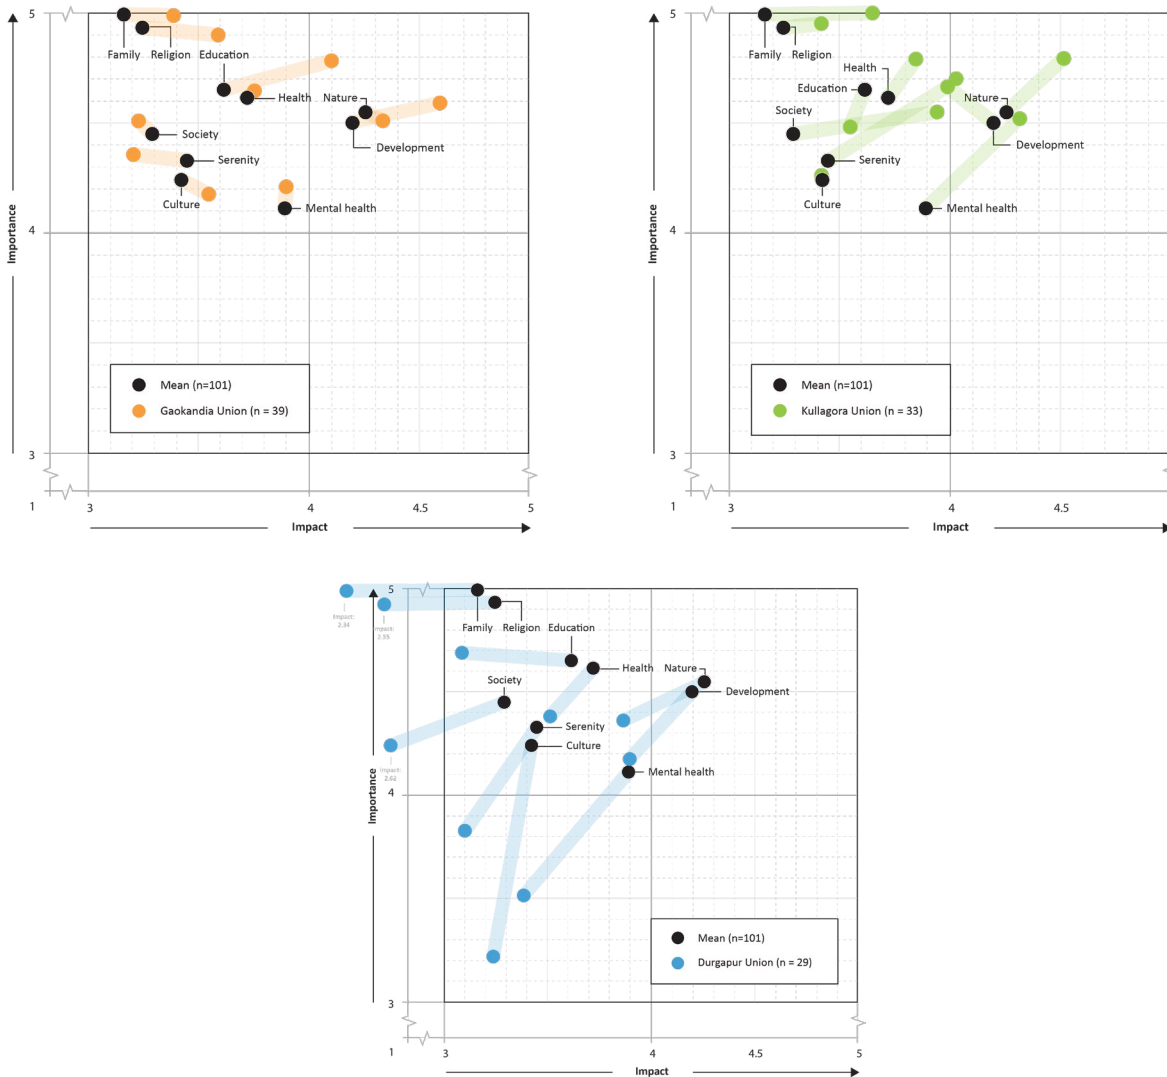 5
Family Religion Education
Health Nature
Society
Development
Serenity
Culture
Mental health
4
Importance
Mean (n=101)
Gaokandia Union (n = 39)
3
1
3 4 4.5 5
Impact
5
Family Religion
Health
Education
Nature
Society
Development
Serenity
Culture
Mental health
4
Importance
Mean (n=101)
Kullagora Union (n = 33)
3
1
3 4 4.5
Impact
5
Impact:
2.34
Impact:
Family Religion Education
Health Nature
Society
Development
Serenity
Culture
Impact:
2.62
Mental health
4
Importance
Mean (n=101)
Durgapur Union (n = 29)
3
1
3 4 4.5 5
Impact